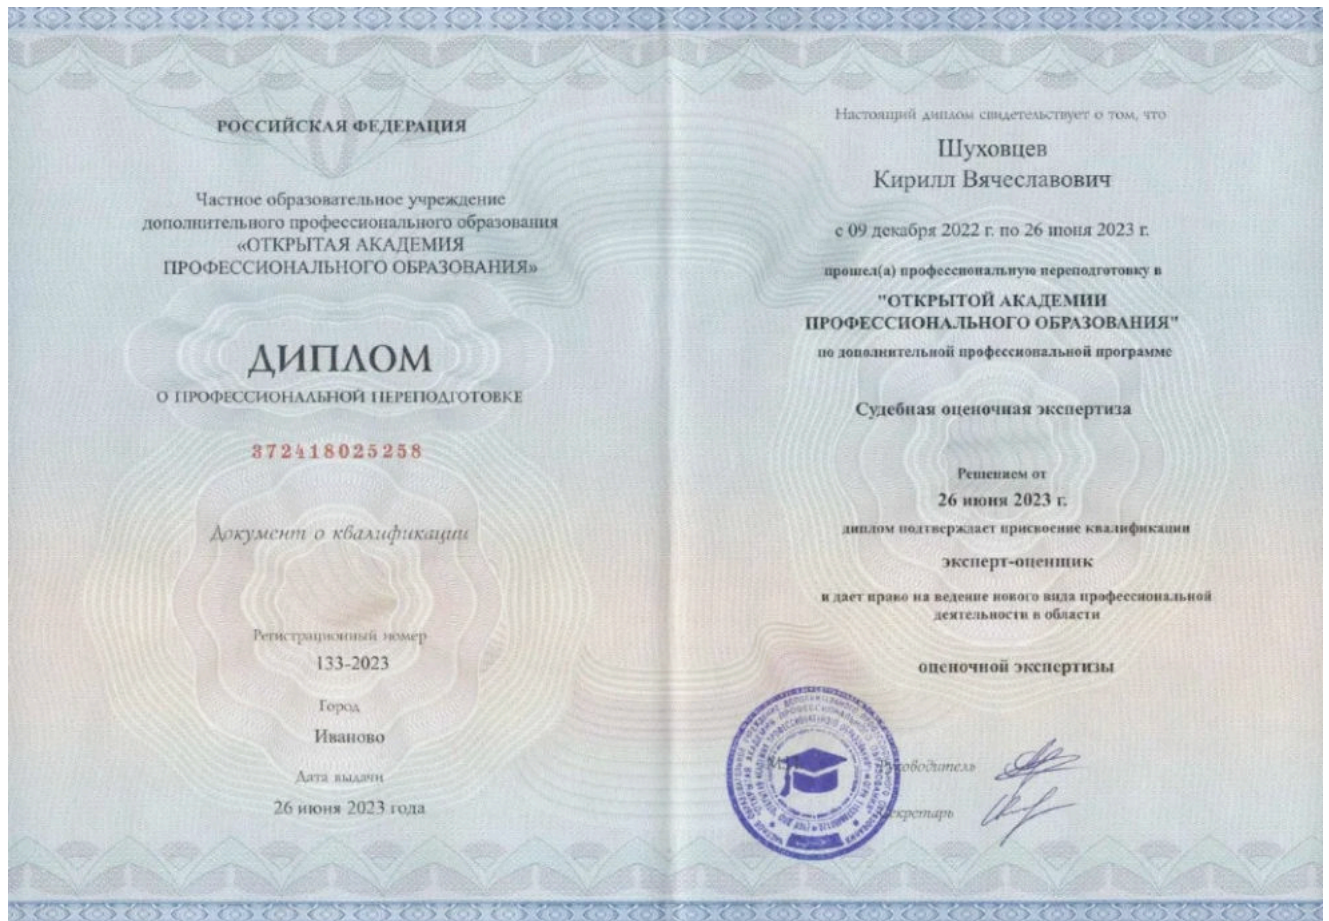 РОССИЙСКАЯ ФЕДЕРАЦИЯ
Частное образовательное учреждение
дополнительного профессионального образования
«ОТКРЫТАЯ АКАДЕМИЯ
ПРОФЕССИОНАЛЬНОГО ОБРАЗОВАНИЯ»
ДИПЛОМ
О ПРОФЕССИОНАЛЬНОЙ ПЕРЕПОДГОТОВКЕ
372418025258
Документ о квалификации
Регистрационный номер
133-2023
Город
Иваново
Дата выдачи
26 июня 2023 года
Настоящий диплом свидетельствует о том, что
Шуховцев
Кирилл Вячеславович
с 09 декабря 2022 г. по 26 июня 2023 г.
прошел(а) профессиональную переподготовку в
"ОТКРЫТОЙ АКАДЕМИИ
ПРОФЕССИОНАЛЬНОГО ОБРАЗОВАНИЯ"
по дополнительной профессиональной программе
Судебная оценочная экспертиза
Решением от
26 июня 2023 г.
диплом подтверждает присвоение квалификации
эксперт-оценщик
и дает право на ведение нового вида профессиональной
деятельности в области
оценочной экспертизы
Руководитель
Секретарь